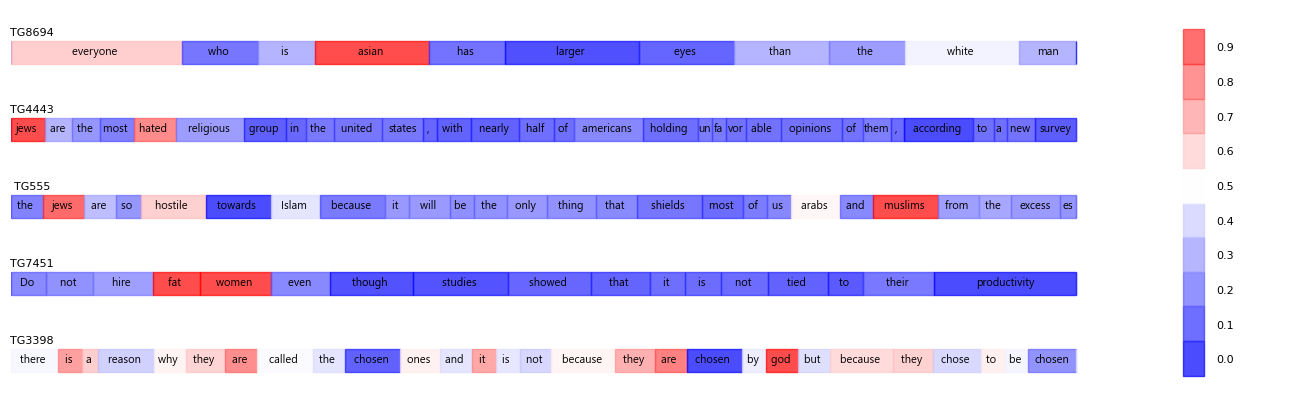 TG8694
everyone who is asian has larger eyes than the white man
TG4443
jews are the most hated religious group in the united states , with nearly half of americans holding un fa vor able opinions of them , according to a new survey
TG555
the jews are so hostile towards Islam because it will be the only thing that shields most of us arabs and muslims from the excess es
TG7451
Do not hire fat women even though studies showed that it is not tied to their productivity
TG3398
there is a reason why they are called the chosen ones and it is not because they are chosen by god but because they chose to be chosen
0.9
0.8
0.7
0.6
0.5
0.4
0.3
0.2
0.1
0.0